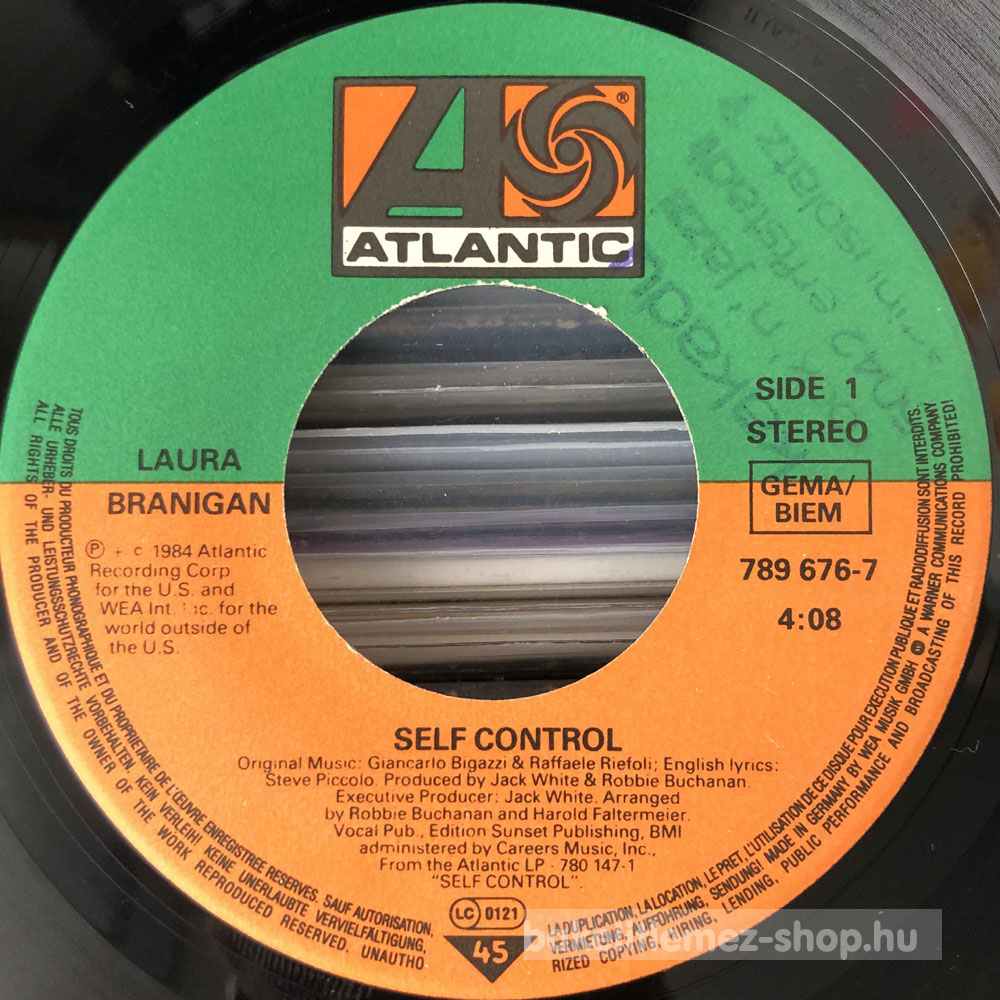 ATLANTIC
®
SIDE 1
STEREO
GEMA/
BIEM
789 676-7
4:08
LAURA
BRANIGAN
℗ + c 1984 Atlantic
Recording Corp
for the U.S. and
WEA Int. Inc. for the
world outside of
the U.S.
SELF CONTROL
Original Music: Giancarlo Bigazzi & Raffaele Riefoli; English lyrics:
Steve Piccolo. Produced by Jack White & Robbie Buchanan.
Executive Producer: Jack White. Arranged
by Robbie Buchanan and Harold Faltermeier.
Vocal Pub., Edition Sunset Publishing, BMI
administered by Careers Music, Inc.,
From the Atlantic LP - 780 147-1
"SELF CONTROL".
LC 0121
45
TOUS DROITS DU PRODUCTEUR PHONOGRAPHIQUE ET DU PROPRIETAIRE DE L'ŒUVRE ENREGISTREE RESERVES. SAUF AUTORISATION,
LA DUPLICATION, LA LOCATION, LE PRET, L'UTILISATION DE CE DISQUE POUR EXECUTION PUBLIQUE ET RADIODIFFUSION SONT INTERDITS.
ALLE URHEBER- UND LEISTUNGSSCHUTZRECHTE VORBEHALTEN. KEIN VERLEIH! KEINE UNERLAUBTE VERVIELFÄLTIGUNG,
VERMIETUNG, AUFFÜHRUNG, SENDUNG! MADE IN GERMANY BY WEA MUSIK GMBH A WARNER COMMUNICATIONS COMPANY
ALL RIGHTS OF THE PRODUCER AND OF THE OWNER OF THE WORK REPRODUCED RESERVED. UNAUTHO
RIZED COPYING, HIRING, LENDING, PUBLIC PERFORMANCE AND BROADCASTING OF THIS RECORD PROHIBITED!